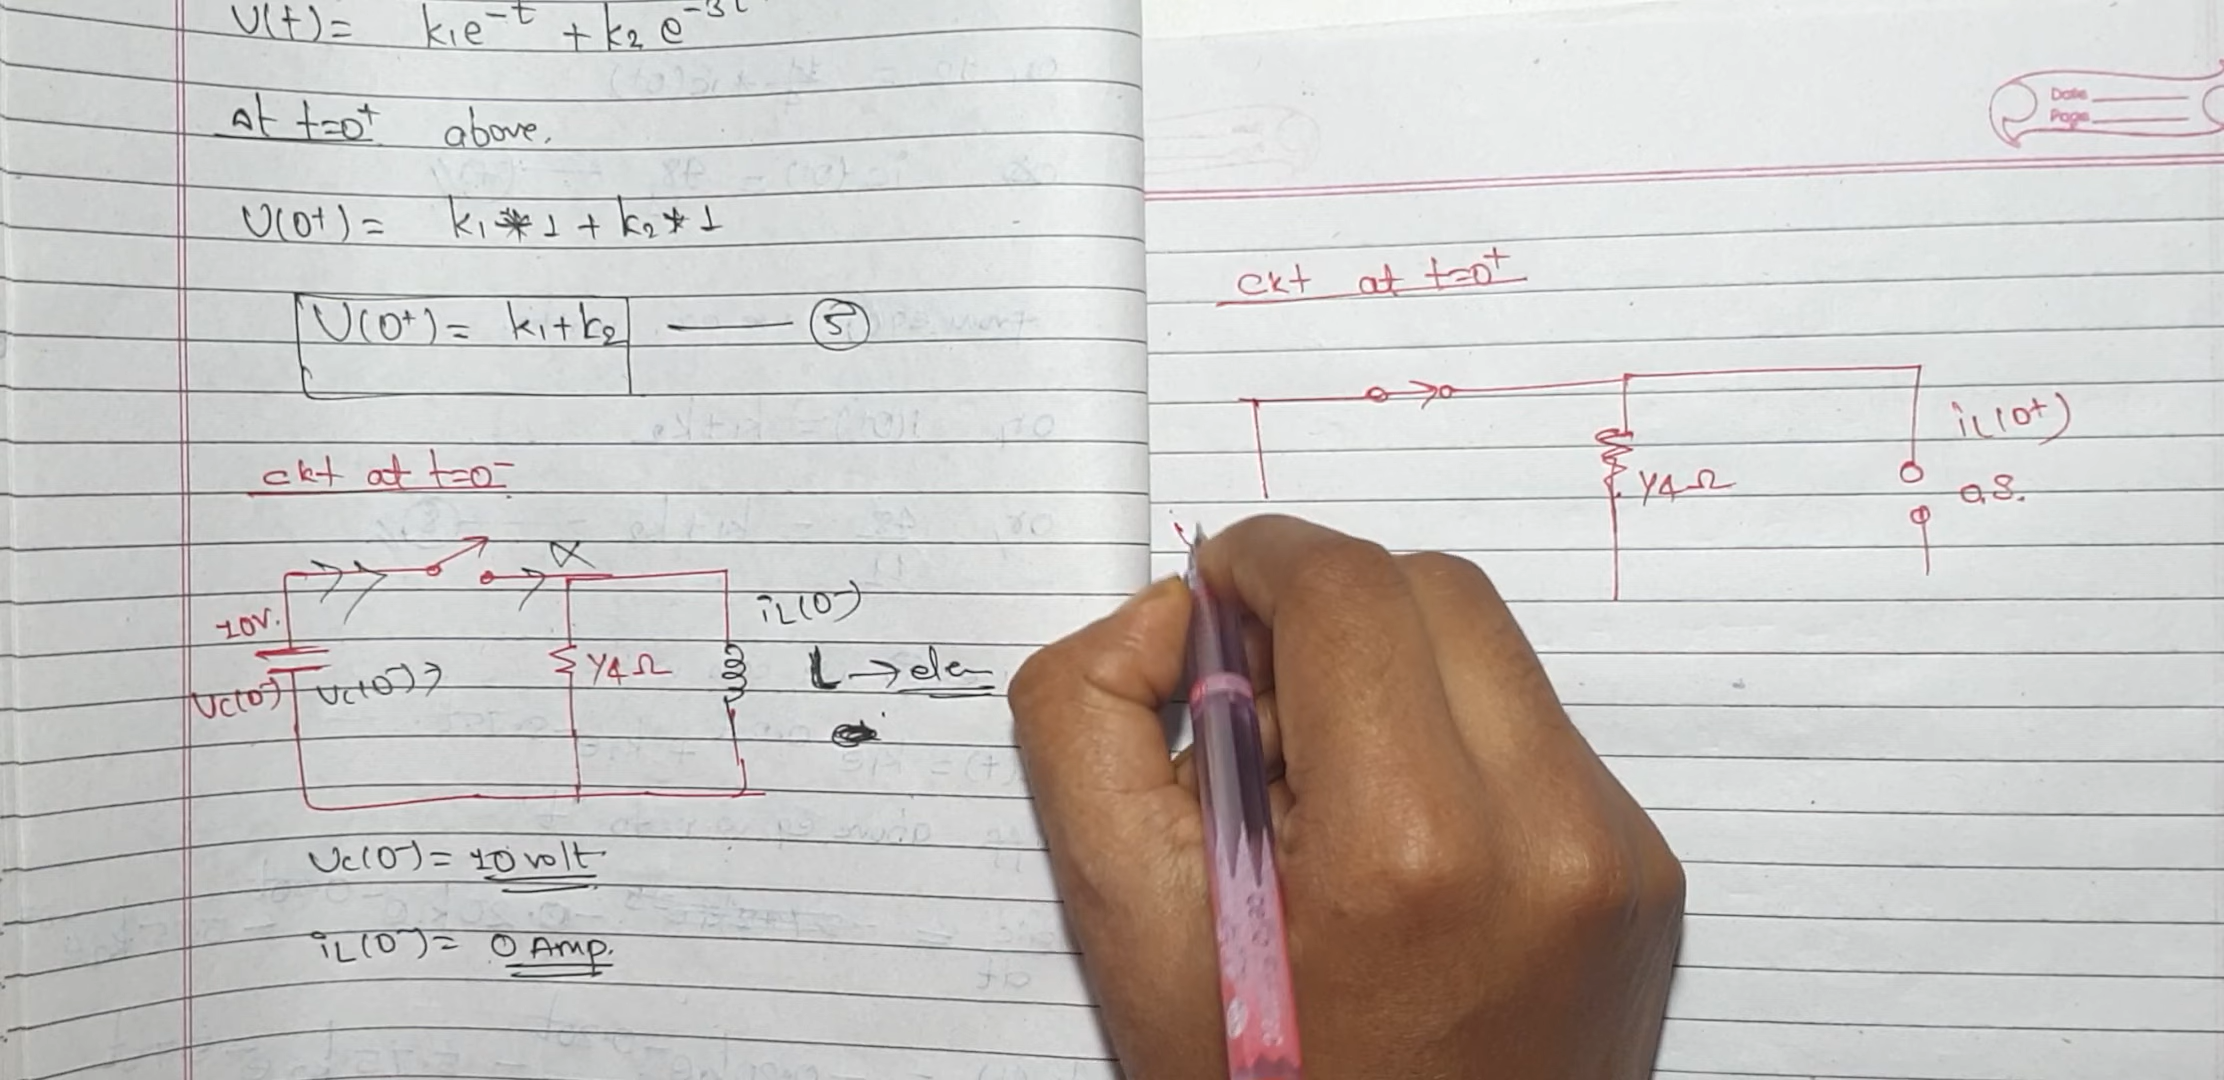 V(t) = k₁e⁻ᵗ + k₂ e⁻³ᵗ
At t=0⁺ above.
V(0⁺) = k₁*1 + k₂*1
V(0⁺) = k₁+k₂ —— ⑤
ckt at t=0⁻
10V.
Vc(0⁻)
Vc(0⁻)
1/4 Ω
iL(0⁻)
L →
Vc(0⁻) = 10 volt
iL(0⁻) = 0 Amp.
Date
Page
ckt at t=0⁺
1/4 Ω
iL(0⁺)